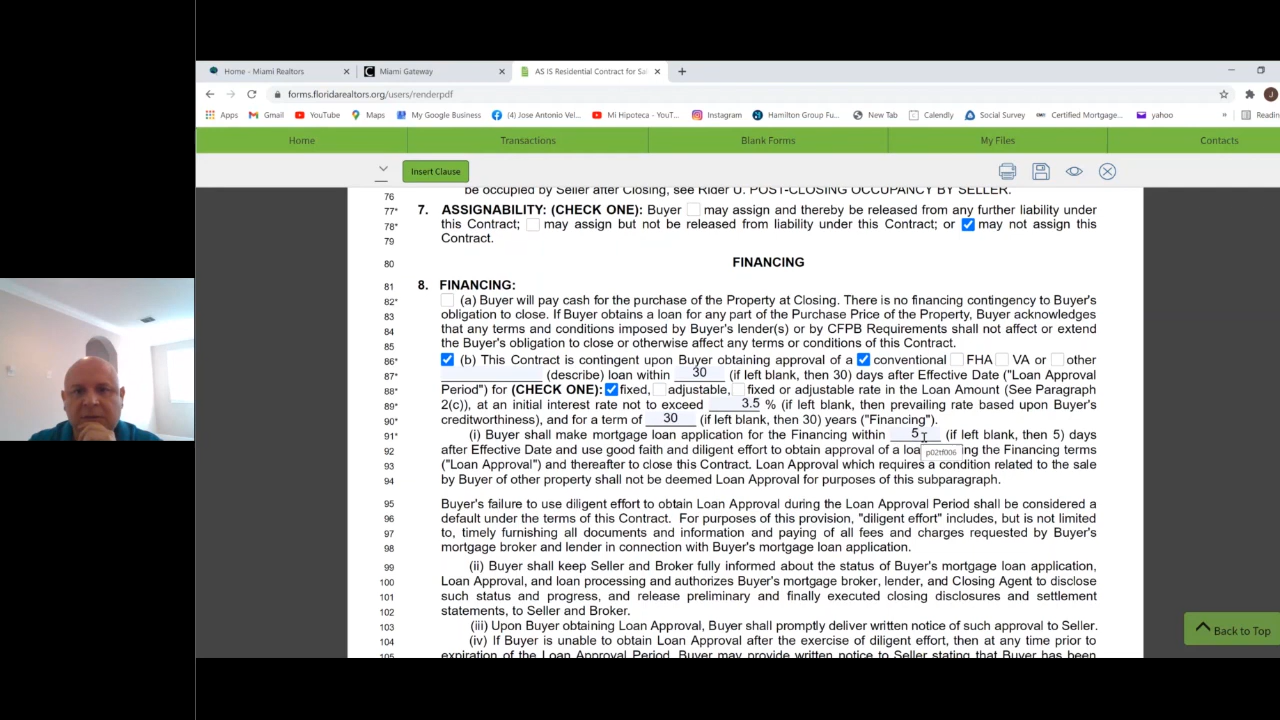 Home - Miami Realtors
Miami Gateway
AS IS Residential Contract for Sal
forms.floridarealtors.org/users/renderpdf
Apps Gmail YouTube Maps My Google Business (4) Jose Antonio Vel... Mi Hipoteca - YouT... Instagram Hamilton Group Fu... New Tab Calendly Social Survey Certified Mortgage... yahoo » Readin
Home Transactions Blank Forms My Files Contacts
Insert Clause
76 be occupied by Seller after Closing, see Rider U. POST-CLOSING OCCUPANCY BY SELLER.
77* 7. ASSIGNABILITY: (CHECK ONE): Buyer may assign and thereby be released from any further liability under
78* this Contract; may assign but not be released from liability under this Contract; or may not assign this
79 Contract.
80 FINANCING
81 8. FINANCING:
82* (a) Buyer will pay cash for the purchase of the Property at Closing. There is no financing contingency to Buyer's
83 obligation to close. If Buyer obtains a loan for any part of the Purchase Price of the Property, Buyer acknowledges
84 that any terms and conditions imposed by Buyer's lender(s) or by CFPB Requirements shall not affect or extend
85 the Buyer's obligation to close or otherwise affect any terms or conditions of this Contract.
86* (b) This Contract is contingent upon Buyer obtaining approval of a conventional FHA VA or other
87* (describe) loan within 30 (if left blank, then 30) days after Effective Date ("Loan Approval
88* Period") for (CHECK ONE): fixed, adjustable, fixed or adjustable rate in the Loan Amount (See Paragraph
89* 2(c)), at an initial interest rate not to exceed 3.5 % (if left blank, then prevailing rate based upon Buyer's
90* creditworthiness), and for a term of 30 (if left blank, then 30) years ("Financing").
91* (i) Buyer shall make mortgage loan application for the Financing within 5 (if left blank, then 5) days
92 after Effective Date and use good faith and diligent effort to obtain approval of a loa ng the Financing terms
p02tf006
93 ("Loan Approval") and thereafter to close this Contract. Loan Approval which requires a condition related to the sale
94 by Buyer of other property shall not be deemed Loan Approval for purposes of this subparagraph.
95 Buyer's failure to use diligent effort to obtain Loan Approval during the Loan Approval Period shall be considered a
96 default under the terms of this Contract. For purposes of this provision, "diligent effort" includes, but is not limited
97 to, timely furnishing all documents and information and paying of all fees and charges requested by Buyer's
98 mortgage broker and lender in connection with Buyer's mortgage loan application.
99 (ii) Buyer shall keep Seller and Broker fully informed about the status of Buyer's mortgage loan application,
100 Loan Approval, and loan processing and authorizes Buyer's mortgage broker, lender, and Closing Agent to disclose
101 such status and progress, and release preliminary and finally executed closing disclosures and settlement
102 statements, to Seller and Broker.
103 (iii) Upon Buyer obtaining Loan Approval, Buyer shall promptly deliver written notice of such approval to Seller.
104 (iv) If Buyer is unable to obtain Loan Approval after the exercise of diligent effort, then at any time prior to
105 expiration of the Loan Approval Period, Buyer may provide written notice to Seller stating that Buyer has been
Back to Top